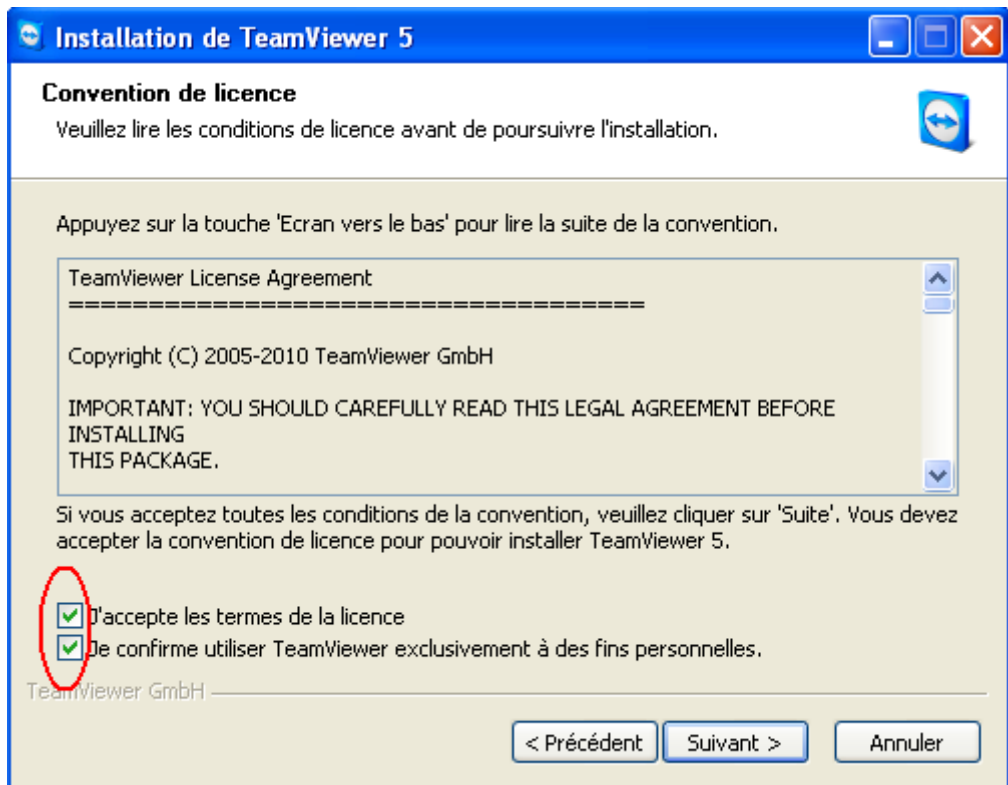 Installation de TeamViewer 5
Convention de licence
Veuillez lire les conditions de licence avant de poursuivre l'installation.
Appuyez sur la touche 'Ecran vers le bas' pour lire la suite de la convention.
TeamViewer License Agreement
====================================
Copyright (C) 2005-2010 TeamViewer GmbH
IMPORTANT: YOU SHOULD CAREFULLY READ THIS LEGAL AGREEMENT BEFORE
INSTALLING
THIS PACKAGE.
Si vous acceptez toutes les conditions de la convention, veuillez cliquer sur 'Suite'. Vous devez
accepter la convention de licence pour pouvoir installer TeamViewer 5.
J'accepte les termes de la licence
Je confirme utiliser TeamViewer exclusivement à des fins personnelles.
TeamViewer GmbH
< Précédent
Suivant >
Annuler